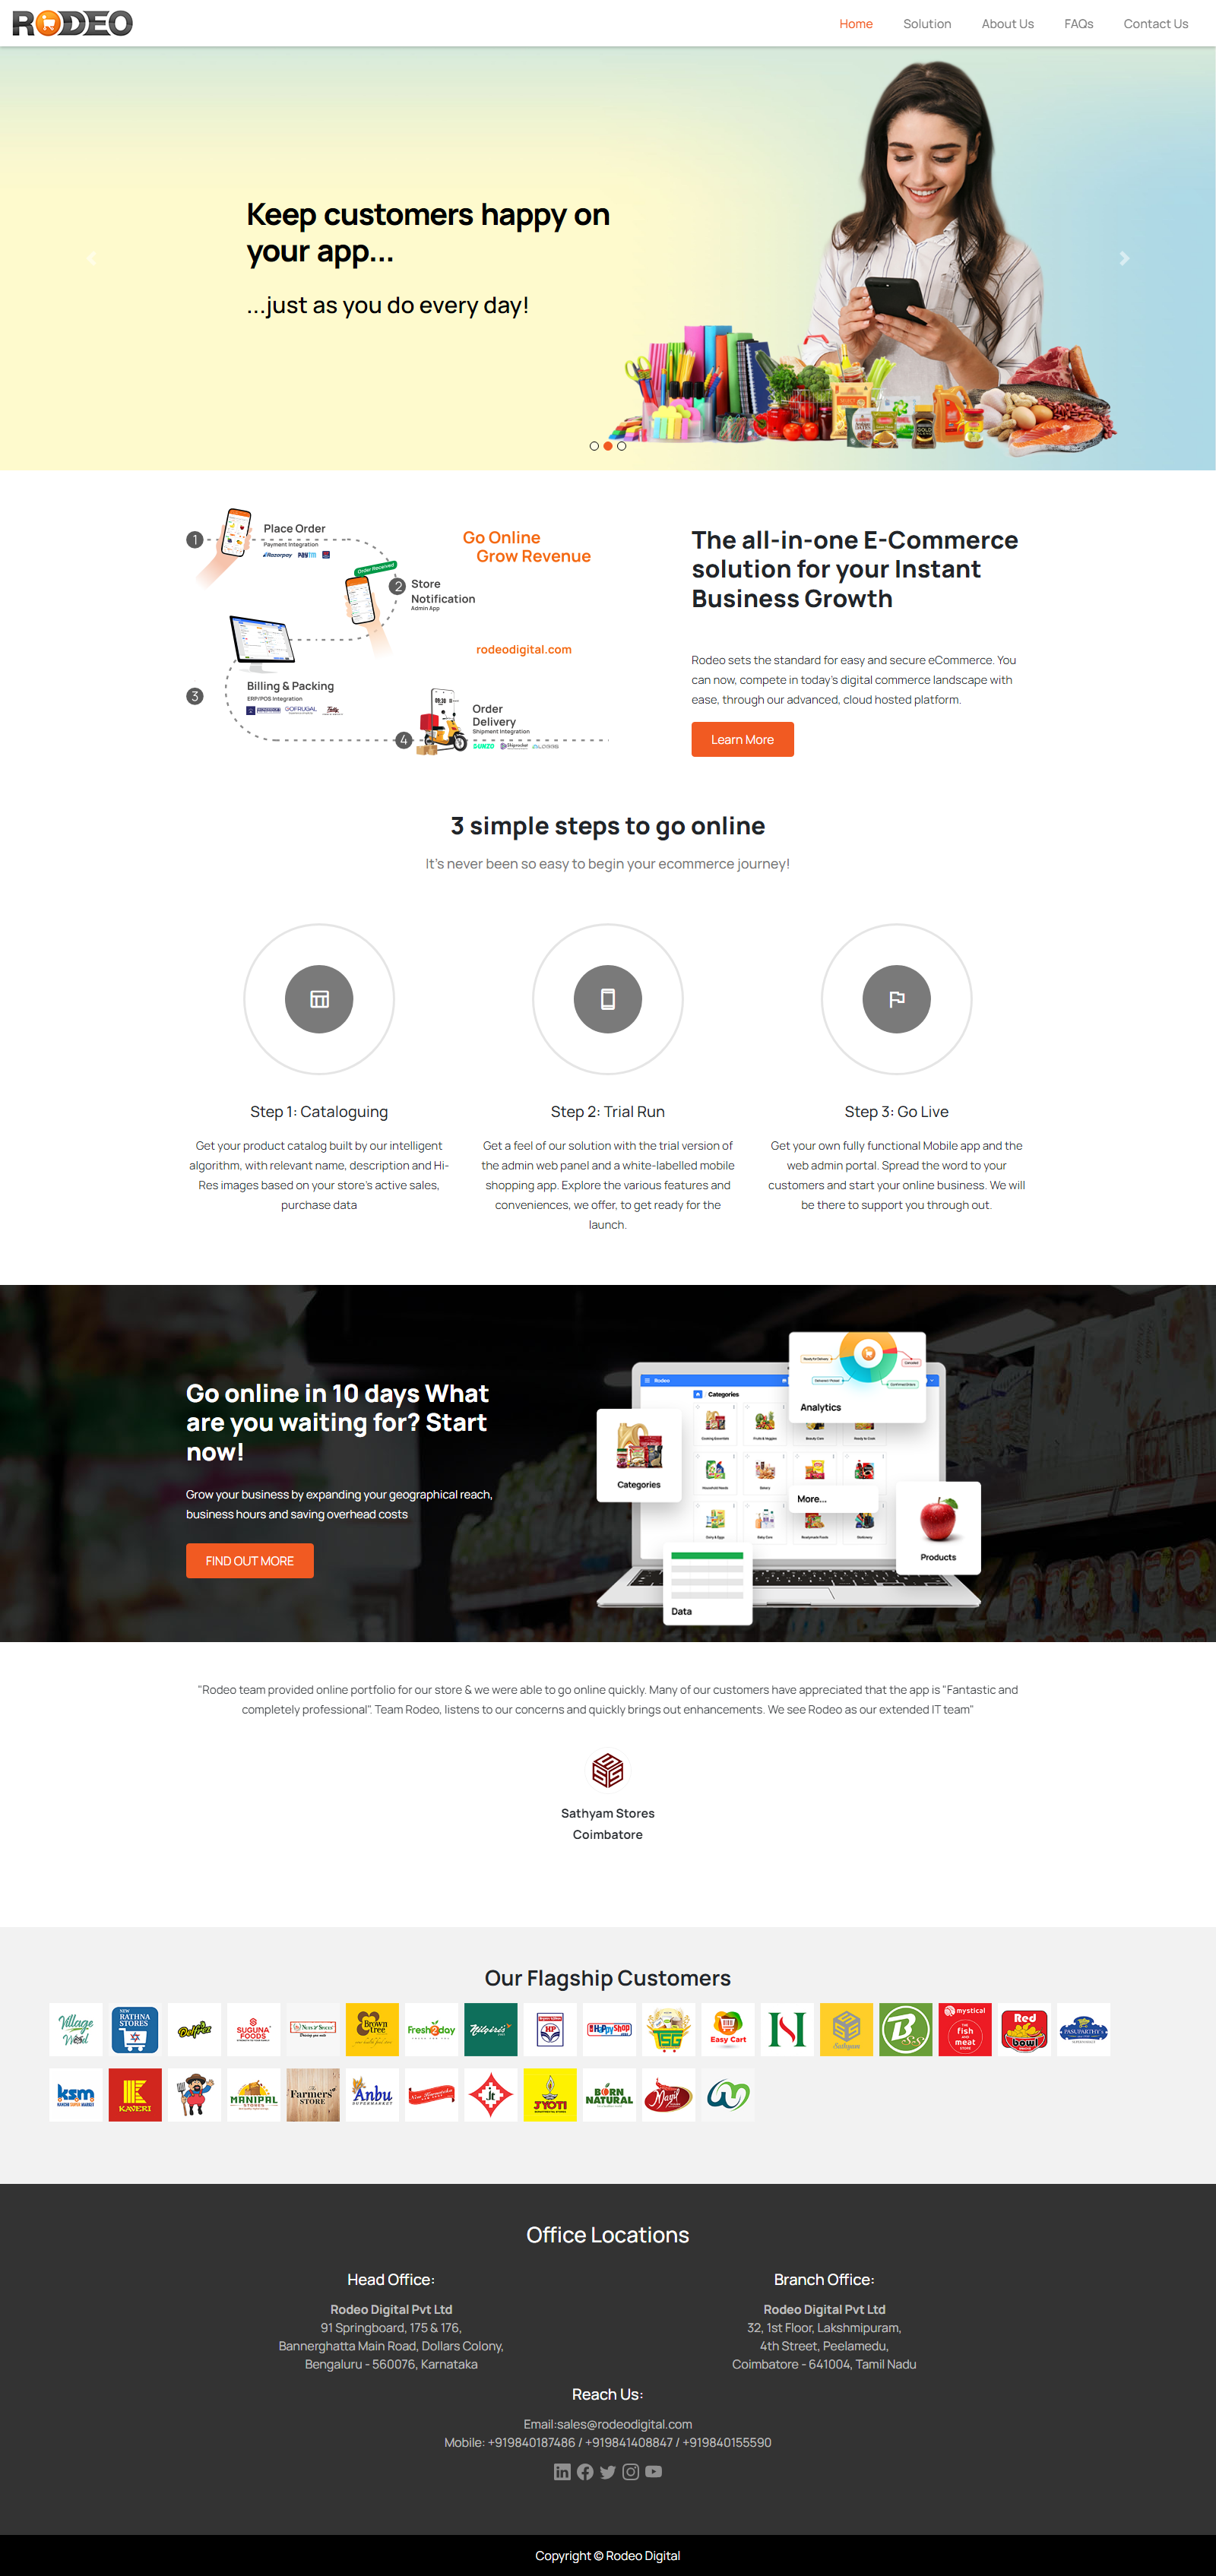 RODEO
Home
Solution
About Us
FAQs
Contact Us
Keep customers happy on
your app...
...just as you do every day!
1
Place Order
Payment Integration
Razorpay
Paytm
Order Received
2
Store
Notification
Admin App
Go Online
Grow Revenue
rodeodigital.com
3
Billing & Packing
ERP/POS Integration
GOFRUGAL
4
Order
Delivery
Shipment Integration
DUNZO
Shiprocket
The all-in-one E-Commerce
solution for your Instant
Business Growth
Rodeo sets the standard for easy and secure eCommerce. You
can now, compete in today's digital commerce landscape with
ease, through our advanced, cloud hosted platform.
Learn More
3 simple steps to go online
It's never been so easy to begin your ecommerce journey!
Step 1: Cataloguing
Get your product catalog built by our intelligent
algorithm, with relevant name, description and Hi-
Res images based on your store's active sales,
purchase data
Step 2: Trial Run
Get a feel of our solution with the trial version of
the admin web panel and a white-labelled mobile
shopping app. Explore the various features and
conveniences, we offer, to get ready for the
launch.
Step 3: Go Live
Get your own fully functional Mobile app and the
web admin portal. Spread the word to your
customers and start your online business. We will
be there to support you through out.
Go online in 10 days What
are you waiting for? Start
now!
Grow your business by expanding your geographical reach,
business hours and saving overhead costs
FIND OUT MORE
Rodeo
Categories
Analytics
Categories
More...
Products
Data
"Rodeo team provided online portfolio for our store & we were able to go online quickly. Many of our customers have appreciated that the app is "Fantastic and
completely professional". Team Rodeo, listens to our concerns and quickly brings out enhancements. We see Rodeo as our extended IT team"
Sathyam Stores
Coimbatore
Our Flagship Customers
Village
NEW
RATHNA
STORES
SUGUNA
FOODS
Brown
tree
Fresh2day
Nilgiris
HP
HaPpyShop
TSG
Easy Cart
Sathyam
mystical
The
fish
and
meat
STORE
Red
bowl
PASUPARTHY'S
ksm
KAVERI
MANIPAL
STORES
The
Farmers'
STORE
Anbu
SUPERMARKET
JYOTI
BORN
NATURAL
Mayil
Office Locations
Head Office:
Rodeo Digital Pvt Ltd
91 Springboard, 175 & 176,
Bannerghatta Main Road, Dollars Colony,
Bengaluru - 560076, Karnataka
Branch Office:
Rodeo Digital Pvt Ltd
32, 1st Floor, Lakshmipuram,
4th Street, Peelamedu,
Coimbatore - 641004, Tamil Nadu
Reach Us:
Email:sales@rodeodigital.com
Mobile: +919840187486 / +919841408847 / +919840155590
Copyright © Rodeo Digital